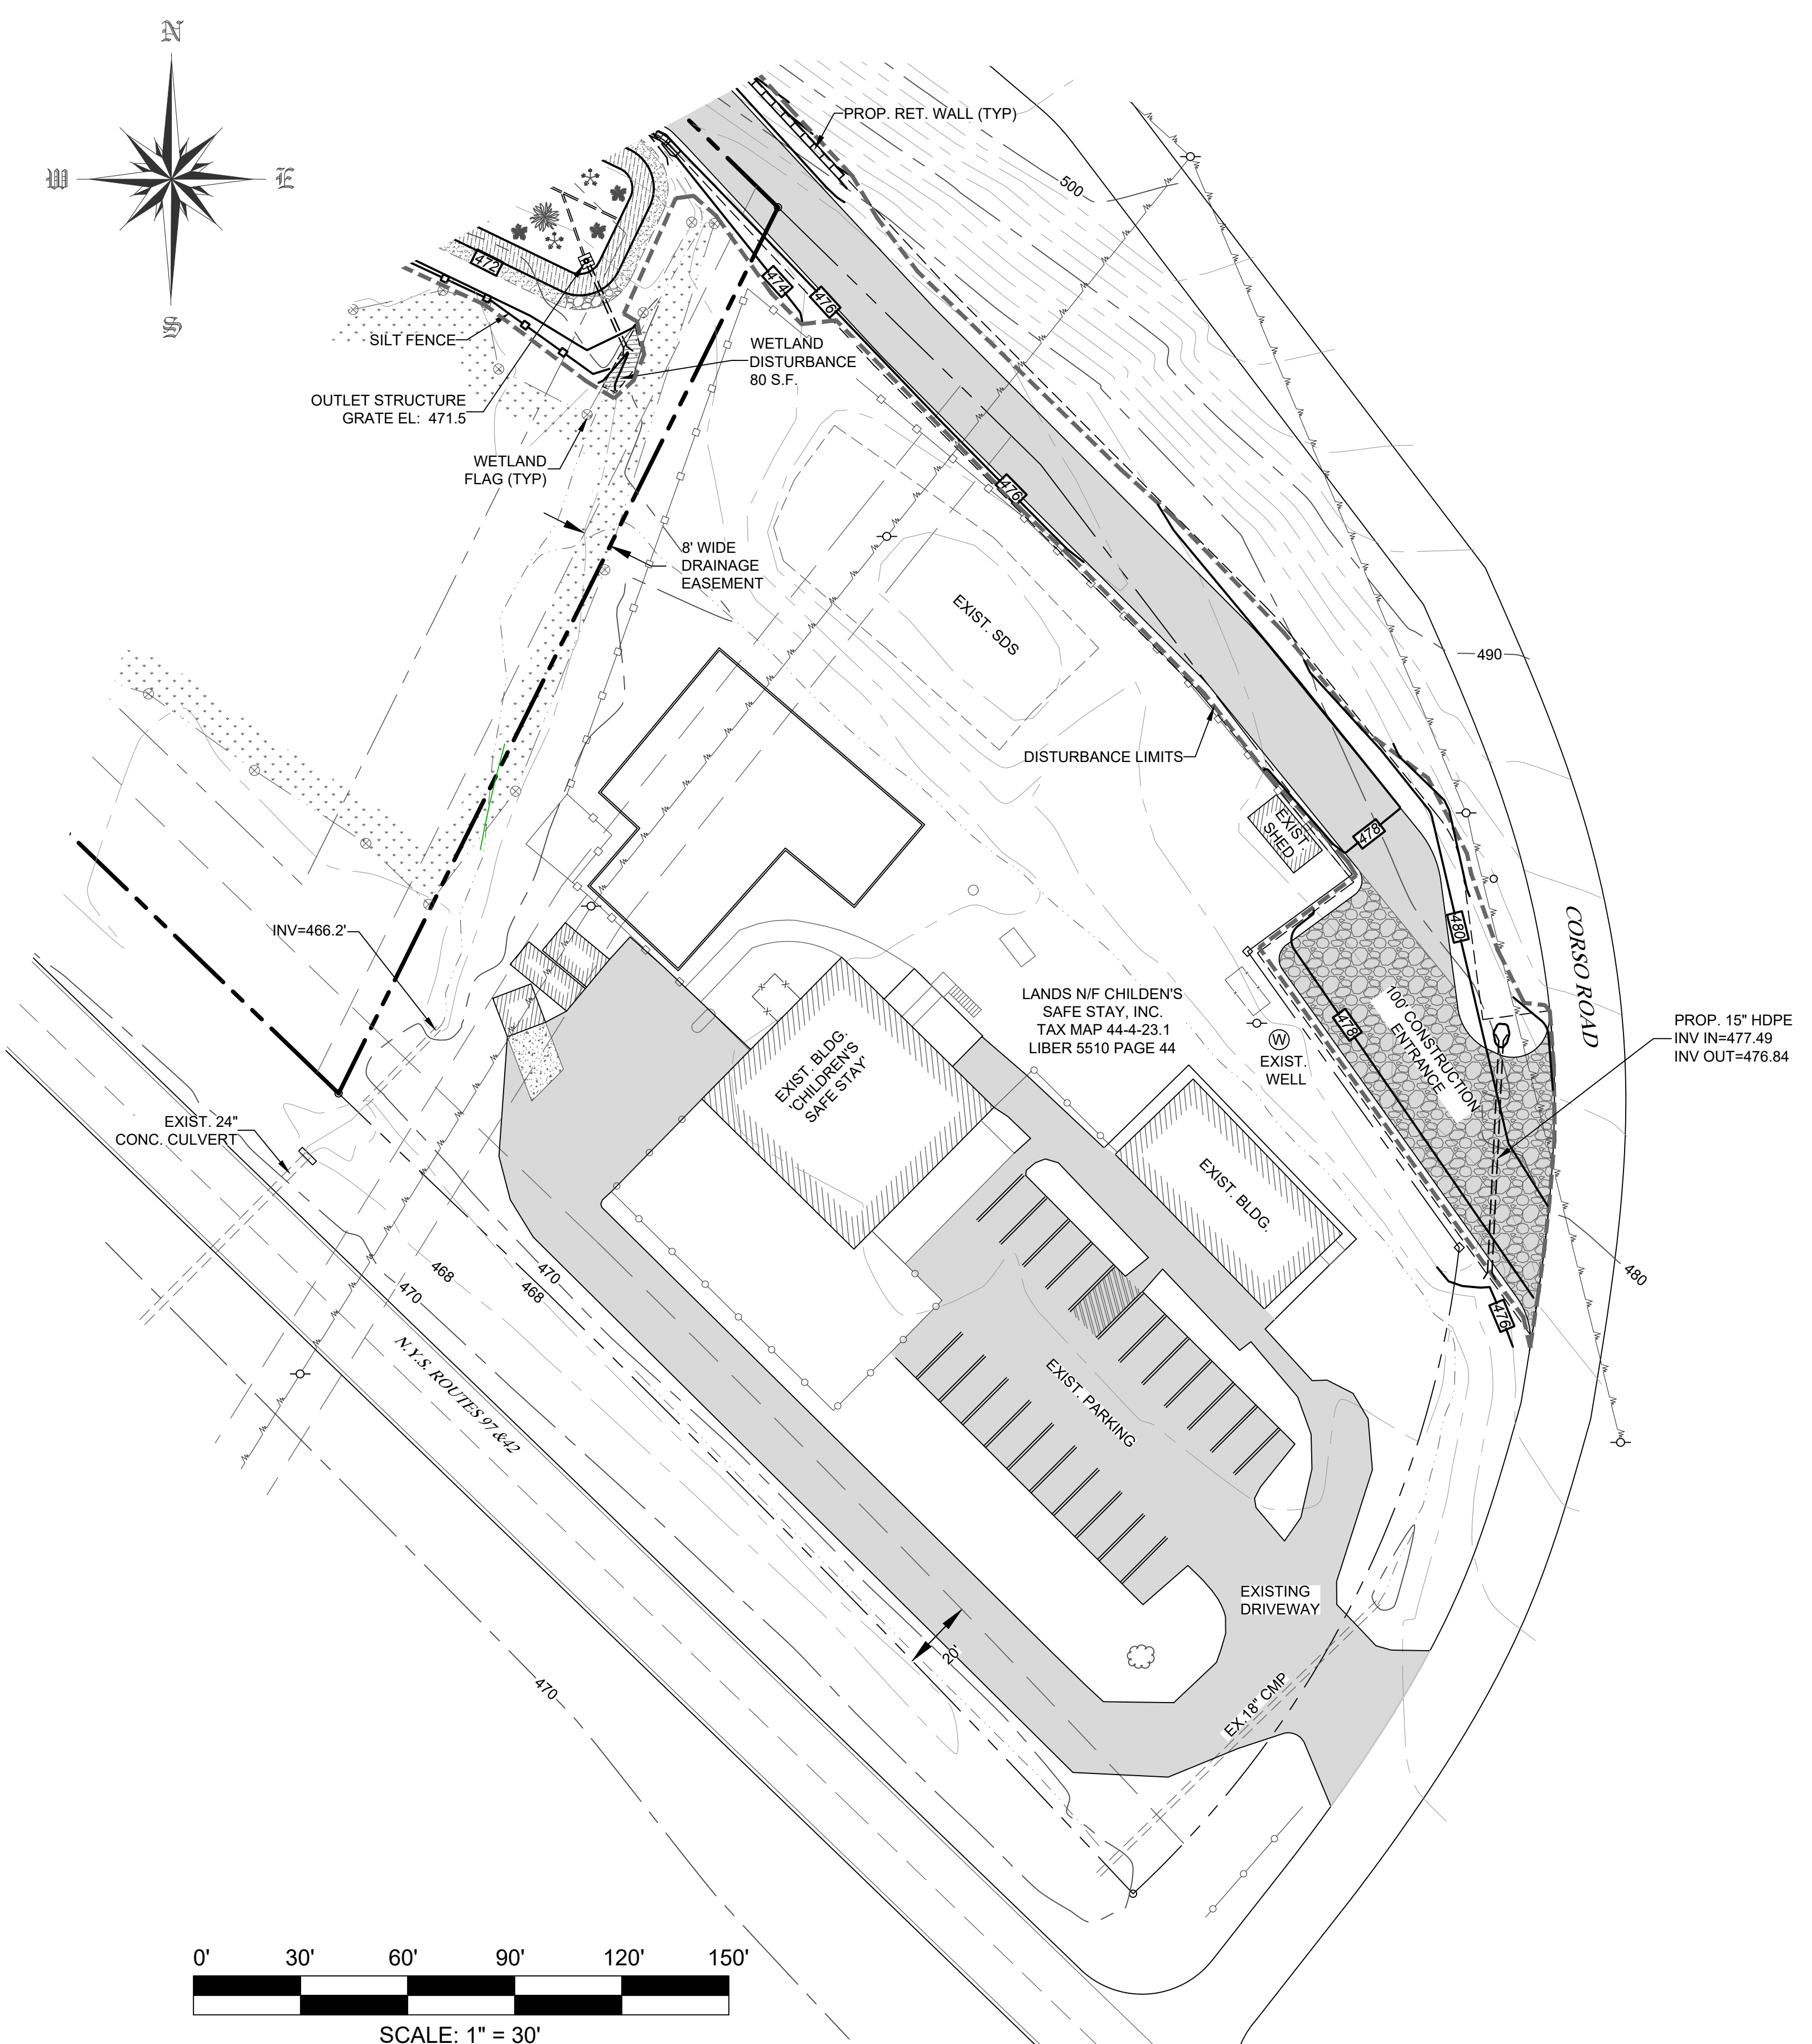 N
W
E
S
PROP. RET. WALL (TYP)
500
472
474
476
SILT FENCE
WETLAND
DISTURBANCE
80 S.F.
OUTLET STRUCTURE
GRATE EL: 471.5
WETLAND
FLAG (TYP)
476
8' WIDE
DRAINAGE
EASEMENT
EXIST. SDS
490
DISTURBANCE LIMITS
EXIST.
SHED
478
480
CORSO ROAD
INV=466.2'
LANDS N/F CHILDEN'S
SAFE STAY, INC.
TAX MAP 44-4-23.1
LIBER 5510 PAGE 44
478
100' CONSTRUCTION
ENTRANCE
PROP. 15" HDPE
INV IN=477.49
INV OUT=476.84
W
EXIST.
WELL
EXIST. BLDG.
'CHILDREN'S
SAFE STAY'
EXIST. 24"
CONC. CULVERT
EXIST. BLDG.
468
470
470
468
480
476
N.Y.S. ROUTES 97 &42
EXIST. PARKING
EXISTING
DRIVEWAY
20'
470
EX.18" CMP
0' 30' 60' 90' 120' 150'
SCALE: 1" = 30'